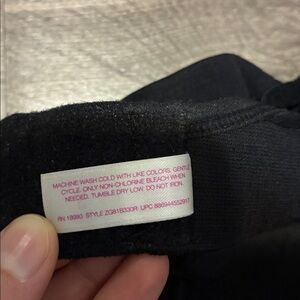 MACHINE WASH COLD WITH LIKE COLORS. GENTLE
CYCLE. ONLY NON-CHLORINE BLEACH WHEN
NEEDED. TUMBLE DRY LOW. DO NOT IRON.
RN 18980 STYLE ZG81B330R UPC 886944552917